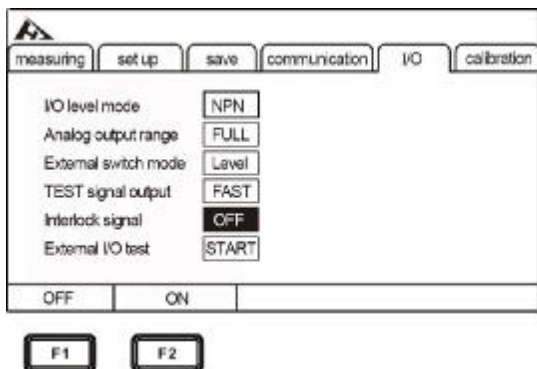 measuring set up save communication I/O calibration
I/O level mode NPN
Analog output range FULL
External switch mode Level
TEST signal output FAST
Interlock signal OFF
External I/O test START
OFF ON
F1 F2